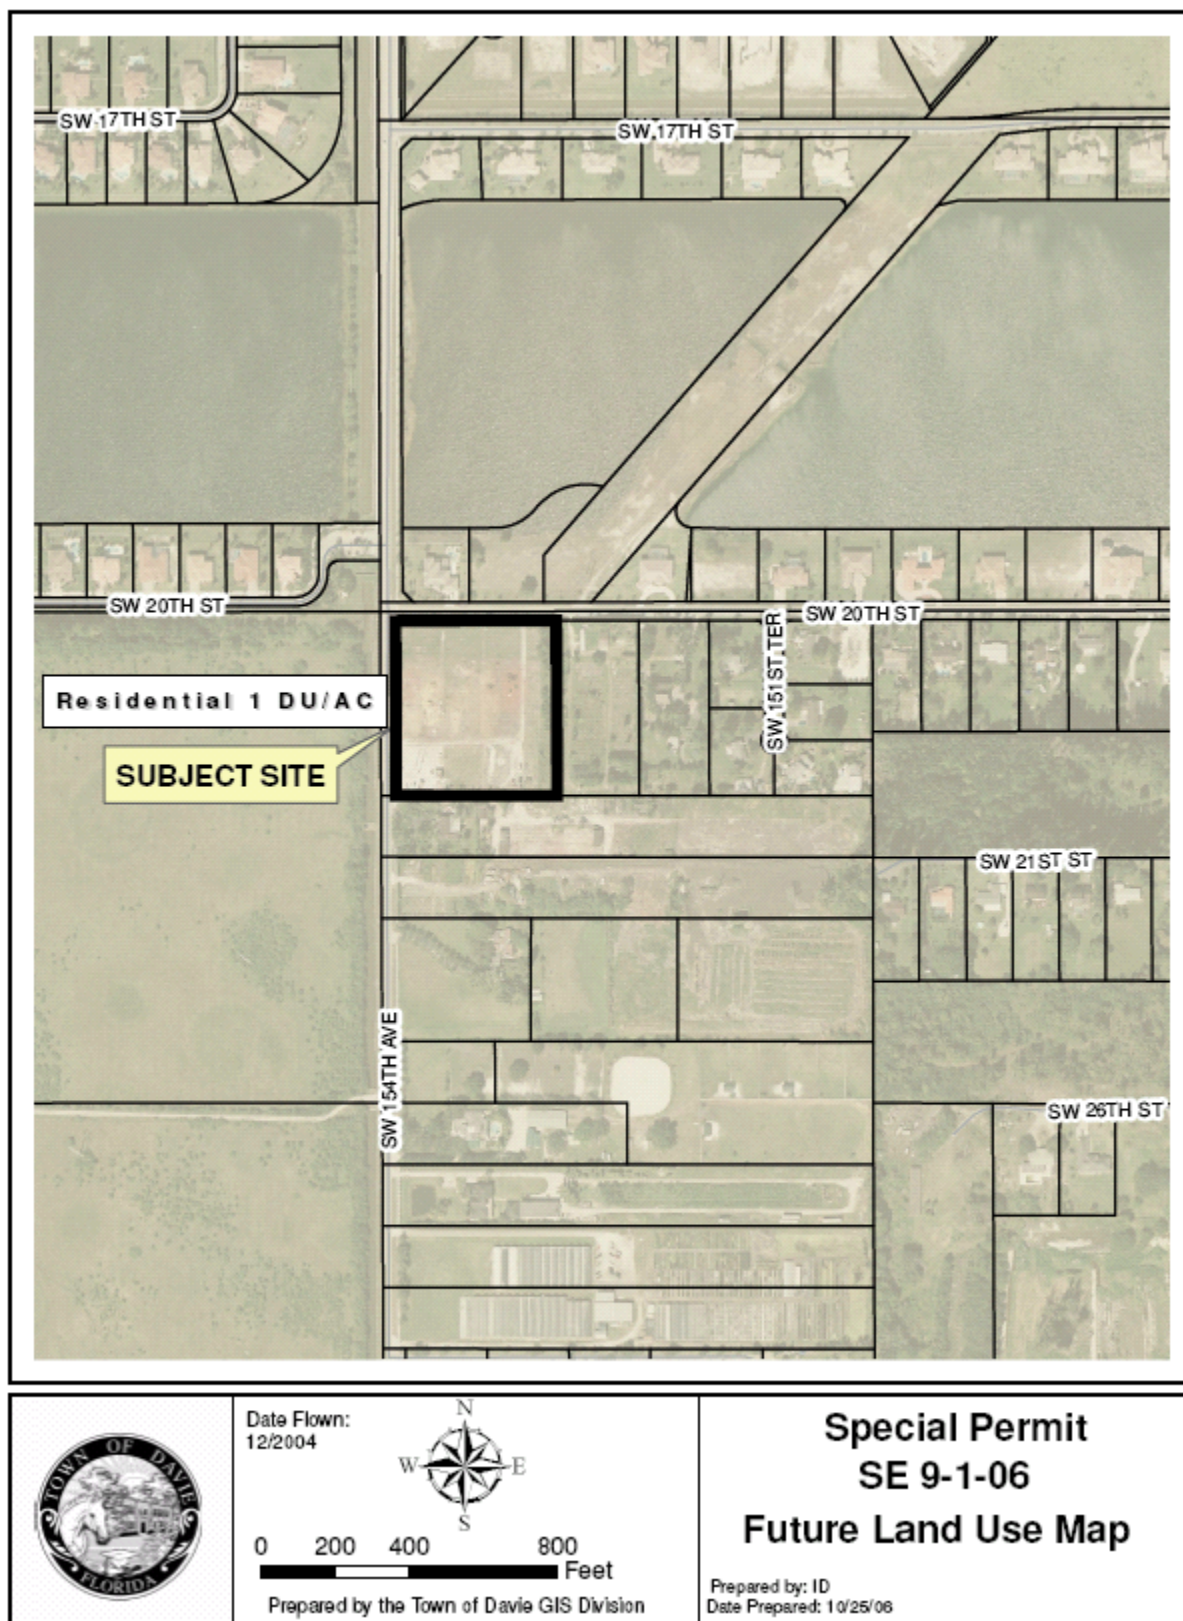 SW 17TH ST
SW 17TH ST
SW 20TH ST
SW 20TH ST
SW 151ST TER
Residential 1 DU/AC
SUBJECT SITE
SW 21ST ST
SW 154TH AVE
SW 26TH ST
TOWN OF DAVIE
FLORIDA
Date Flown:
12/2004
N
W E
S
0 200 400 800
Feet
Prepared by the Town of Davie GIS Division
Special Permit
SE 9-1-06
Future Land Use Map
Prepared by: ID
Date Prepared: 10/25/06